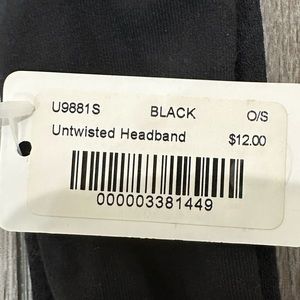 U9881S BLACK O/S
Untwisted Headband $12.00
000003381449